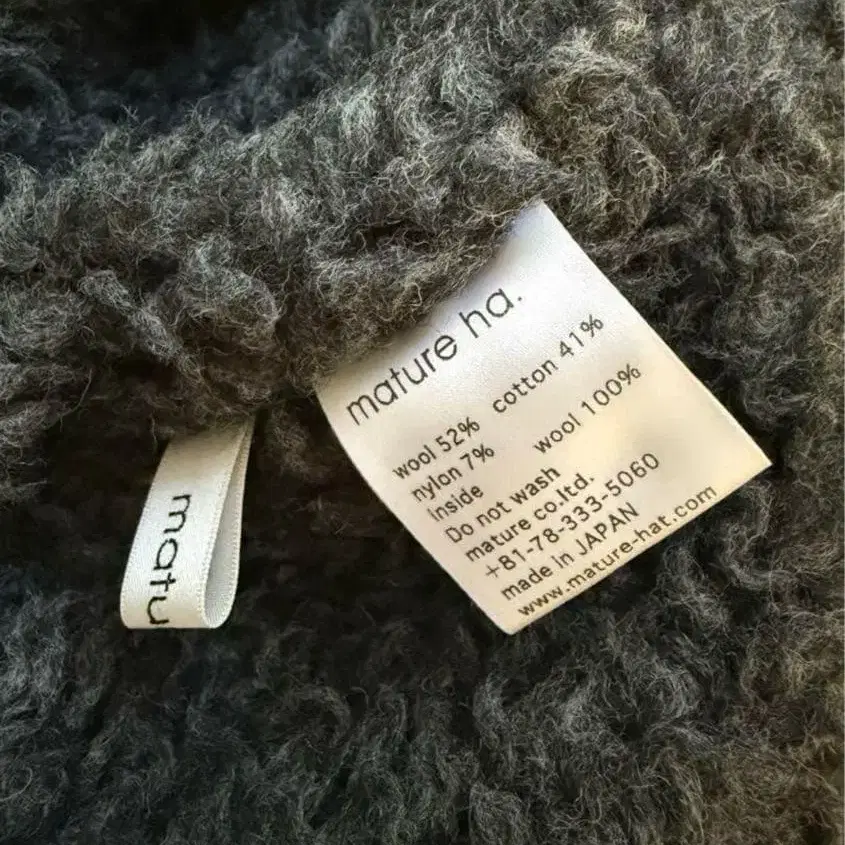 mature ha.
wool 52% cotton 41%
nylon 7%
Inside wool 100%
Do not wash
mature co.ltd.
+81-78-333-5060
made in JAPAN
www.mature-hat.com
matu